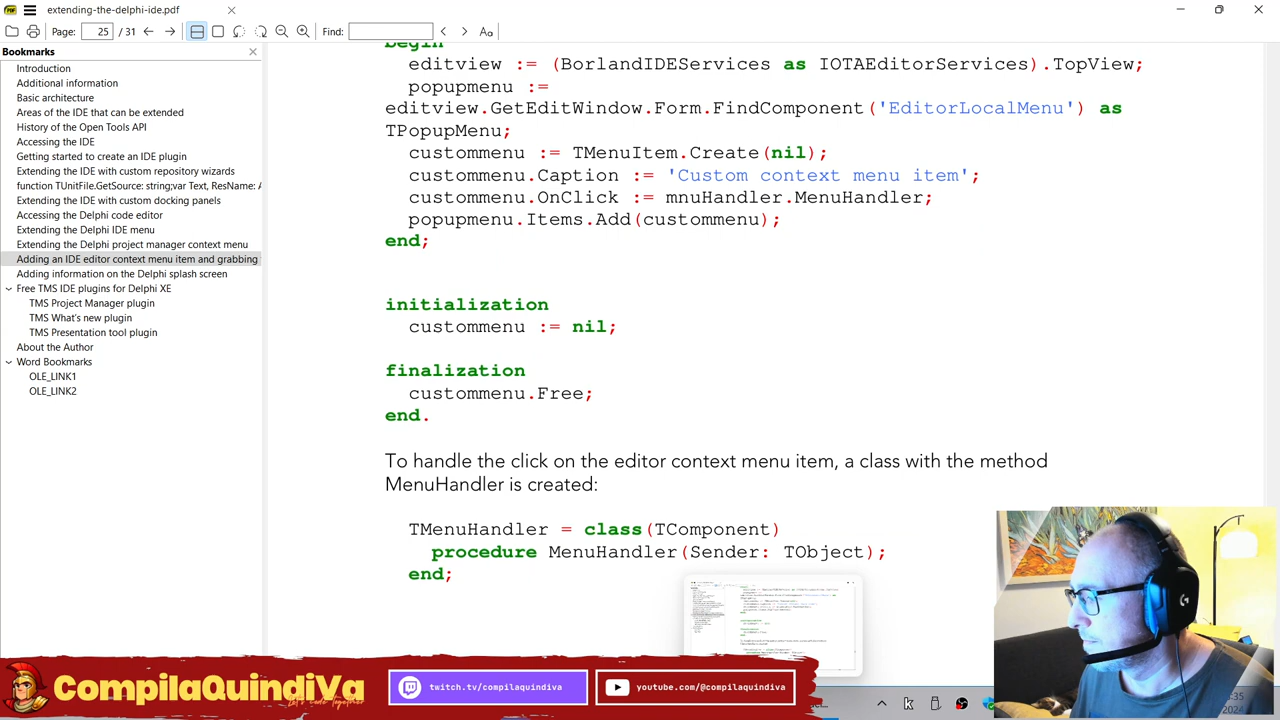 extending-the-delphi-ide.pdf
Page: 25 / 31 Find:
Bookmarks
Introduction
Additional information
Basic architecture
Areas of the IDE that can be extended
History of the Open Tools API
Accessing the IDE
Getting started to create an IDE plugin
Extending the IDE with custom repository wizards
function TUnitFile.GetSource: string;var Text, ResName: A
Extending the IDE with custom docking panels
Accessing the Delphi code editor
Extending the Delphi IDE menu
Extending the Delphi project manager context menu
Adding an IDE editor context menu item and grabbing
Adding information on the Delphi splash screen
Free TMS IDE plugins for Delphi XE
TMS Project Manager plugin
TMS What's new plugin
TMS Presentation tool plugin
About the Author
Word Bookmarks
OLE_LINK1
OLE_LINK2
begin
editview := (BorlandIDEServices as IOTAEditorServices).TopView;
popupmenu :=
editview.GetEditWindow.Form.FindComponent('EditorLocalMenu') as
TPopupMenu;
custommenu := TMenuItem.Create(nil);
custommenu.Caption := 'Custom context menu item';
custommenu.OnClick := mnuHandler.MenuHandler;
popupmenu.Items.Add(custommenu);
end;
initialization
custommenu := nil;
finalization
custommenu.Free;
end.
To handle the click on the editor context menu item, a class with the method
MenuHandler is created:
TMenuHandler = class(TComponent)
procedure MenuHandler(Sender: TObject);
end;
CompilaQuindiVa
Let's code together
twitch.tv/compilaquindiva
youtube.com/@compilaquindiva